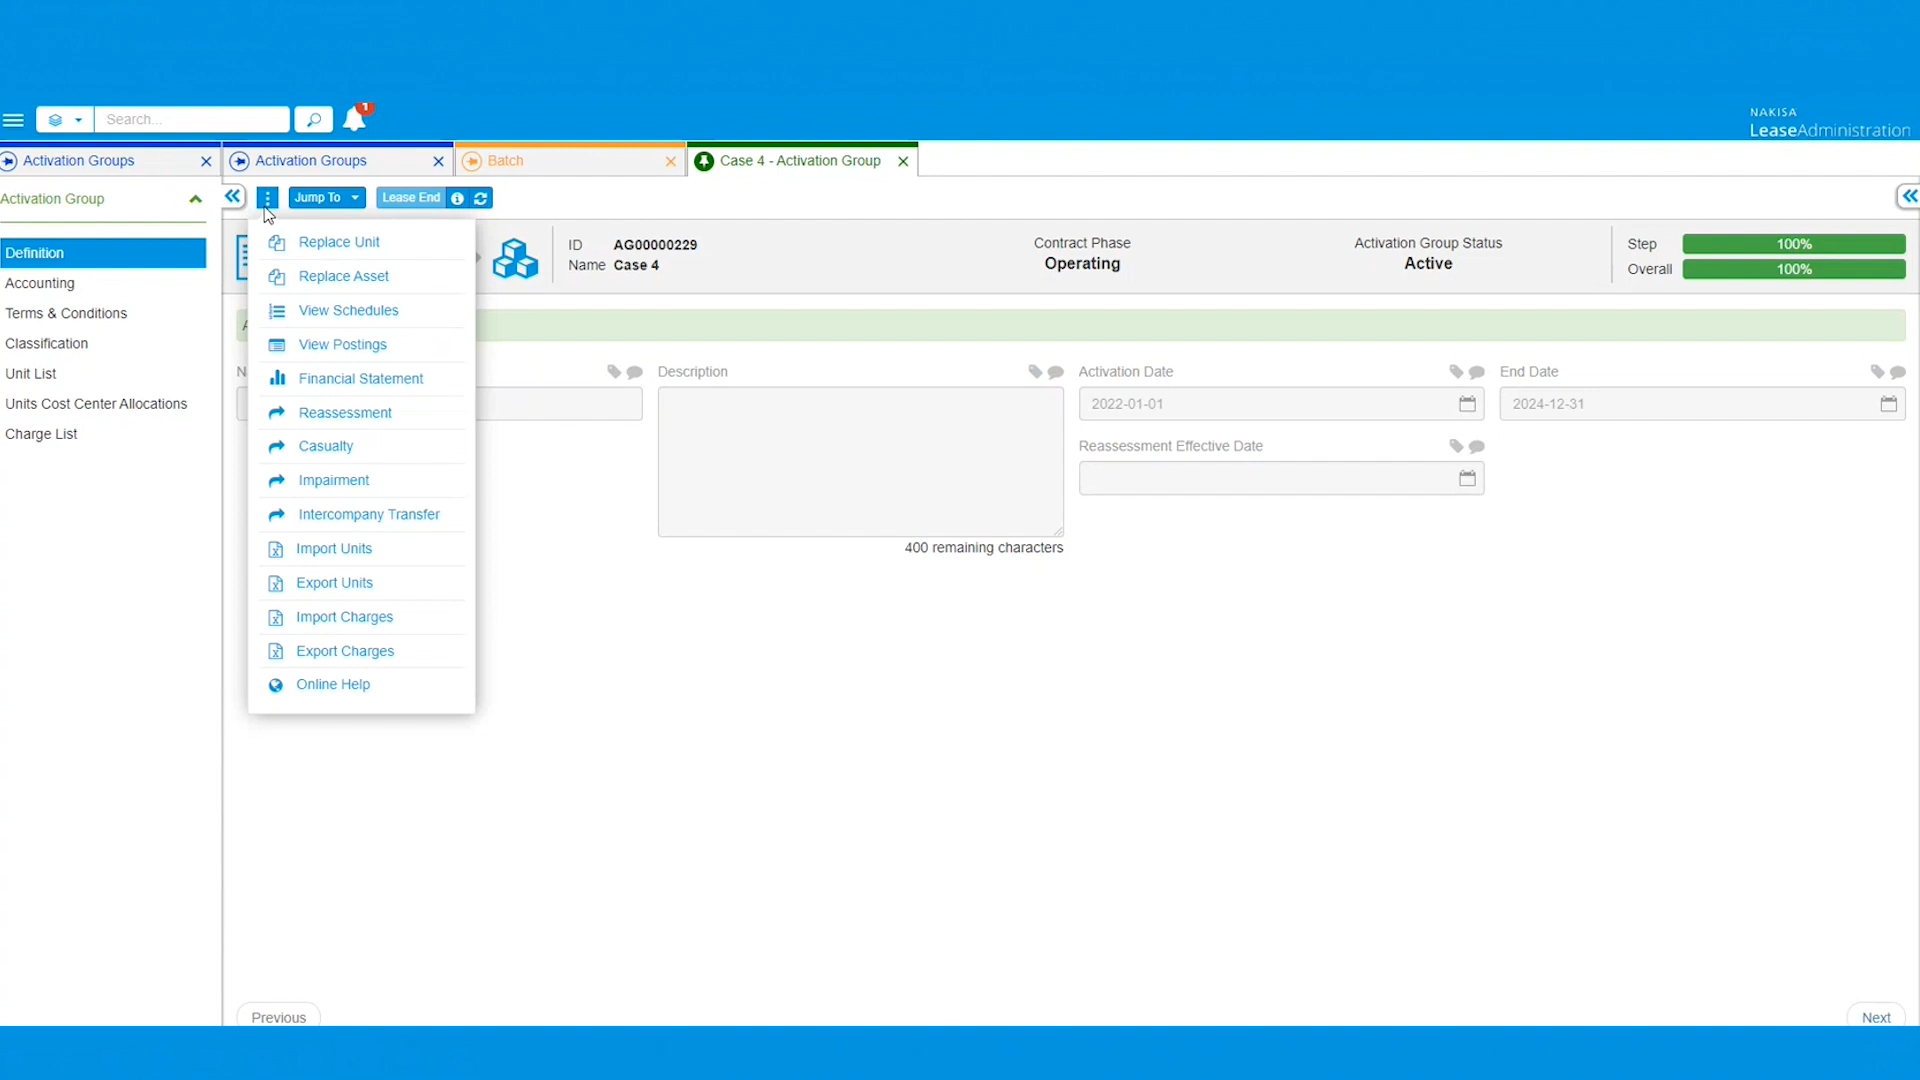 Search...
1
NAKISA
LeaseAdministration
Activation Groups
Activation Groups
Batch
Case 4 - Activation Group
Activation Group
Jump To
Lease End
Definition
Accounting
Terms & Conditions
Classification
Unit List
Units Cost Center Allocations
Charge List
Replace Unit
Replace Asset
View Schedules
View Postings
Financial Statement
Reassessment
Casualty
Impairment
Intercompany Transfer
Import Units
Export Units
Import Charges
Export Charges
Online Help
ID AG00000229
Name Case 4
Contract Phase
Operating
Activation Group Status
Active
Step 100%
Overall 100%
Description
400 remaining characters
Activation Date
2022-01-01
End Date
2024-12-31
Reassessment Effective Date
Previous
Next